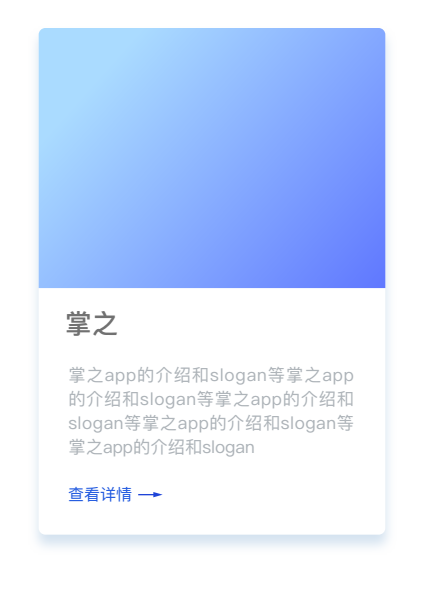 掌之
掌之app的介绍和slogan等掌之app
的介绍和slogan等掌之app的介绍和
slogan等掌之app的介绍和slogan等
掌之app的介绍和slogan
查看详情